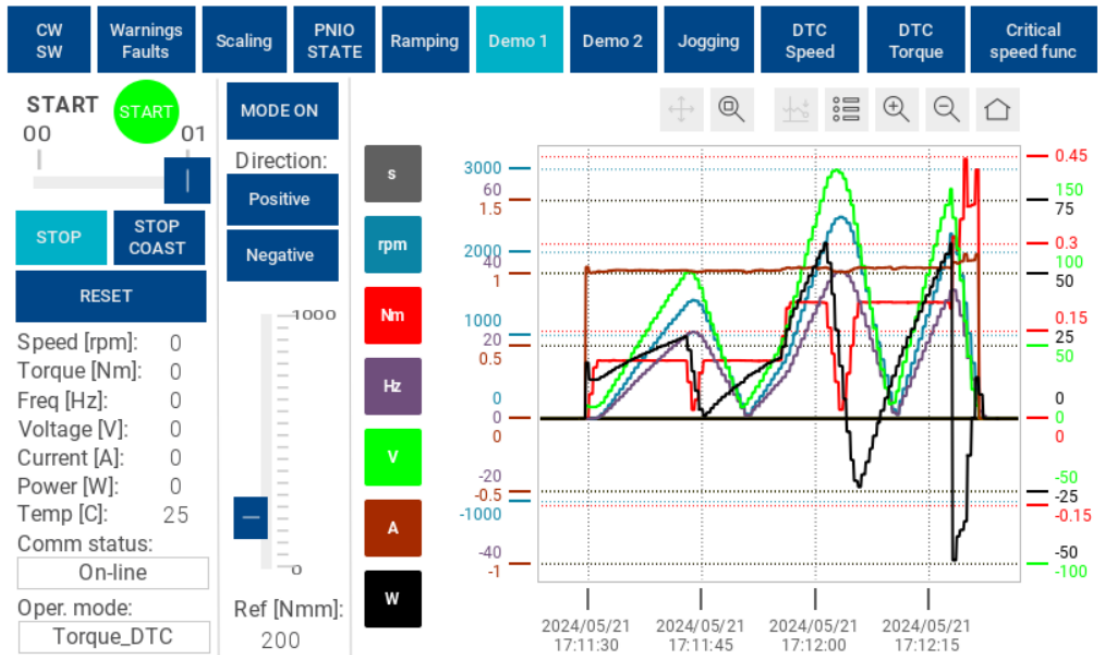 CW
SW
Warnings
Faults
Scaling
PNIO
STATE
Ramping
Demo 1
Demo 2
Jogging
DTC
Speed
DTC
Torque
Critical
speed func
START
START
00
01
STOP
STOP
COAST
RESET
Speed [rpm]: 0
Torque [Nm]: 0
Freq [Hz]: 0
Voltage [V]: 0
Current [A]: 0
Power [W]: 0
Temp [C]: 25
Comm status:
On-line
Oper. mode:
Torque_DTC
MODE ON
Direction:
Positive
Negative
1000
0
Ref [Nmm]:
200
s
rpm
Nm
Hz
V
A
W
3000
60
1.5
2000
40
1
1000
20
0.5
0
0
0
-20
-0.5
-1000
-40
-1
0.45
150
75
0.3
100
50
0.15
25
50
0
0
0
-50
-25
-0.15
-50
-100
2024/05/21
17:11:30
2024/05/21
17:11:45
2024/05/21
17:12:00
2024/05/21
17:12:15